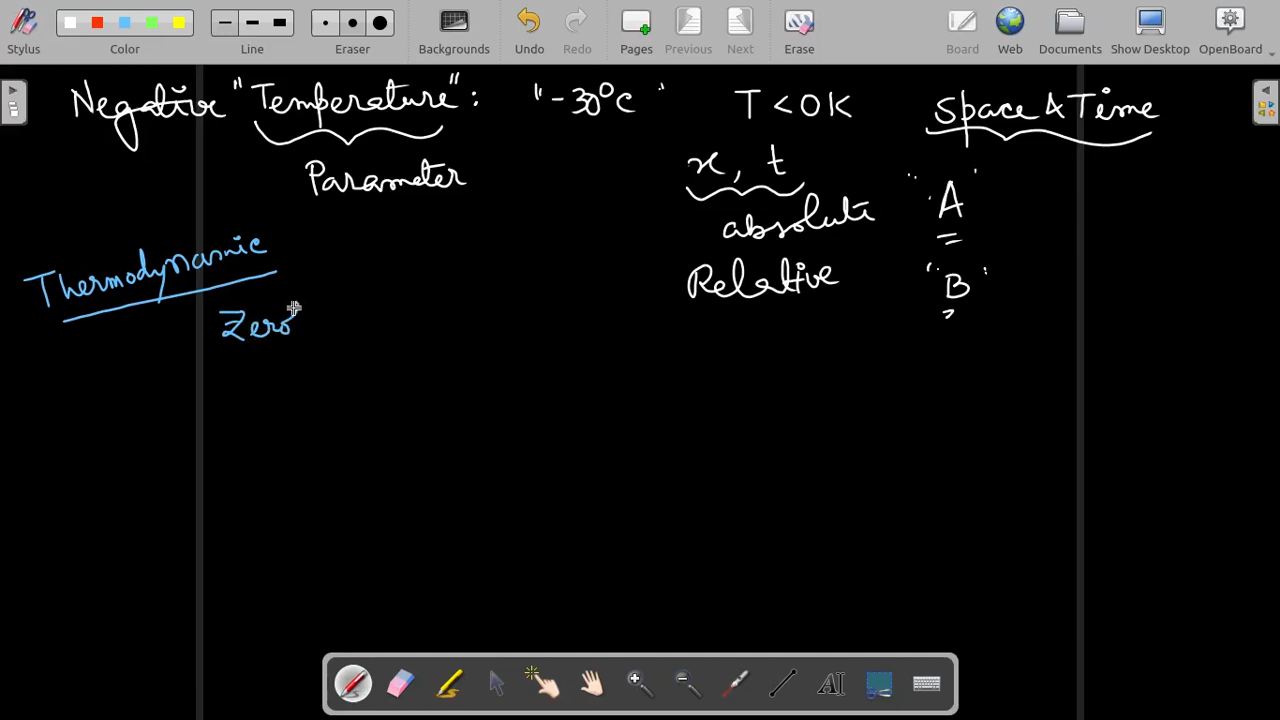 Stylus Color Line Eraser Backgrounds Undo Redo Pages Previous Next Erase Board Web Documents Show Desktop OpenBoard
Negative "Temperature": "-30°C" T < 0K Space & Time
Parameter
x, t
absolute
"A"
Relative
"B"
Thermodynamic
Zero
AI